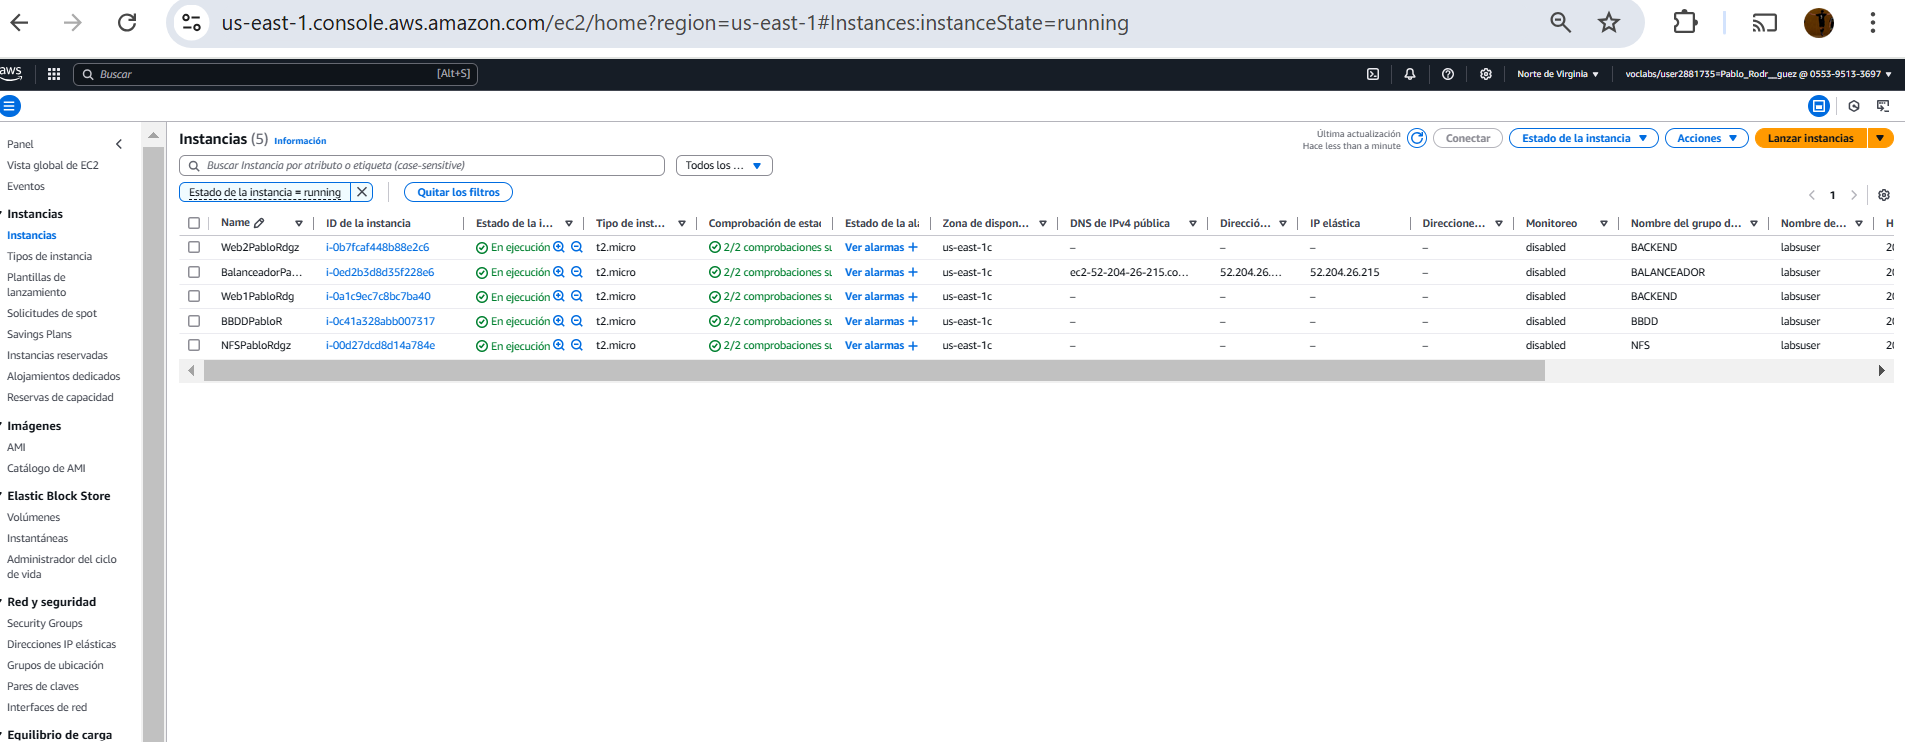 us-east-1.console.aws.amazon.com/ec2/home?region=us-east-1#Instances:instanceState=running
aws Buscar [Alt+S] Norte de Virginia voclabs/user2881735=Pablo_Rodr__guez @ 0553-9513-3697
Panel
Vista global de EC2
Eventos
Instancias
Instancias
Tipos de instancia
Plantillas de
lanzamiento
Solicitudes de spot
Savings Plans
Instancias reservadas
Alojamientos dedicados
Reservas de capacidad
Imágenes
AMI
Catálogo de AMI
Elastic Block Store
Volúmenes
Instantáneas
Administrador del ciclo
de vida
Red y seguridad
Security Groups
Direcciones IP elásticas
Grupos de ubicación
Pares de claves
Interfaces de red
Equilibrio de carga
Instancias (5) Información
Última actualización
Hace less than a minute
Conectar Estado de la instancia Acciones Lanzar instancias
Buscar Instancia por atributo o etiqueta (case-sensitive) Todos los ...
Estado de la instancia = running Quitar los filtros 1
Name ID de la instancia Estado de la i... Tipo de inst... Comprobación de estac Estado de la ala Zona de dispon... DNS de IPv4 pública Direcció... IP elástica Direccione... Monitoreo Nombre del grupo d... Nombre de... H
Web2PabloRdgz i-0b7fcaf448b88e2c6 En ejecución t2.micro 2/2 comprobaciones su Ver alarmas + us-east-1c – – – – disabled BACKEND labsuser 20
BalanceadorPa... i-0ed2b3d8d35f228e6 En ejecución t2.micro 2/2 comprobaciones su Ver alarmas + us-east-1c ec2-52-204-26-215.co... 52.204.26.... 52.204.26.215 – disabled BALANCEADOR labsuser 20
Web1PabloRdg i-0a1c9ec7c8bc7ba40 En ejecución t2.micro 2/2 comprobaciones su Ver alarmas + us-east-1c – – – – disabled BACKEND labsuser 20
BBDDPabloR i-0c41a328abb007317 En ejecución t2.micro 2/2 comprobaciones su Ver alarmas + us-east-1c – – – – disabled BBDD labsuser 20
NFSPabloRdgz i-00d27dcd8d14a784e En ejecución t2.micro 2/2 comprobaciones su Ver alarmas + us-east-1c – – – – disabled NFS labsuser 20